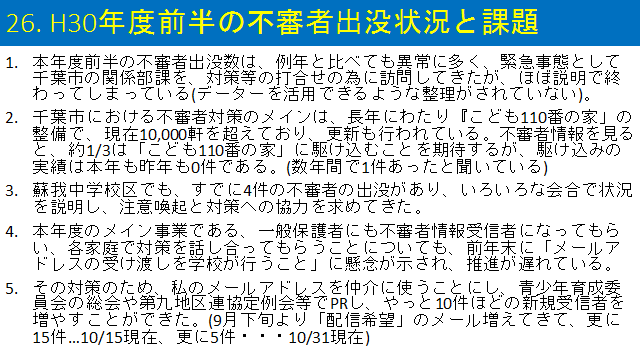 26. H30年度前半の不審者出没状況と課題
1. 本年度前半の不審者出没数は、例年と比べても異常に多く、緊急事態として
千葉市の関係部課を、対策等の打合せの為に訪問してきたが、ほぼ説明で終
わってしまっている(データーを活用できるような整理がされていない)。
2. 千葉市における不審者対策のメインは、長年にわたり『こども110番の家」の
整備で、現在10,000軒を超えており、更新も行われている。不審者情報を見る
と、約1/3は「こども110番の家」に駆け込むことを期待するが、駆け込みの
実績は本年も昨年も0件である。(数年間で1件あったと聞いている)
3. 蘇我中学校区でも、すでに4件の不審者の出没があり、いろいろな会合で状況
を説明し、注意喚起と対策への協力を求めてきた。
4. 本年度のメイン事業である、一般保護者にも不審者情報受信者になってもら
い、各家庭で対策を話し合ってもらうことについても、前年末に「メールア
ドレスの受け渡しを学校が行うこと」に懸念が示され、推進が遅れている。
5. その対策のため、私のメールアドレスを仲介に使うことにし、青少年育成委
員会の総会や第九地区連協定例会等でPRし、やっと10件ほどの新規受信者を
増やすことができた。(9月下旬より「配信希望」のメール増えてきて、更に
15件…10/15現在、更に5件・・・10/31現在)